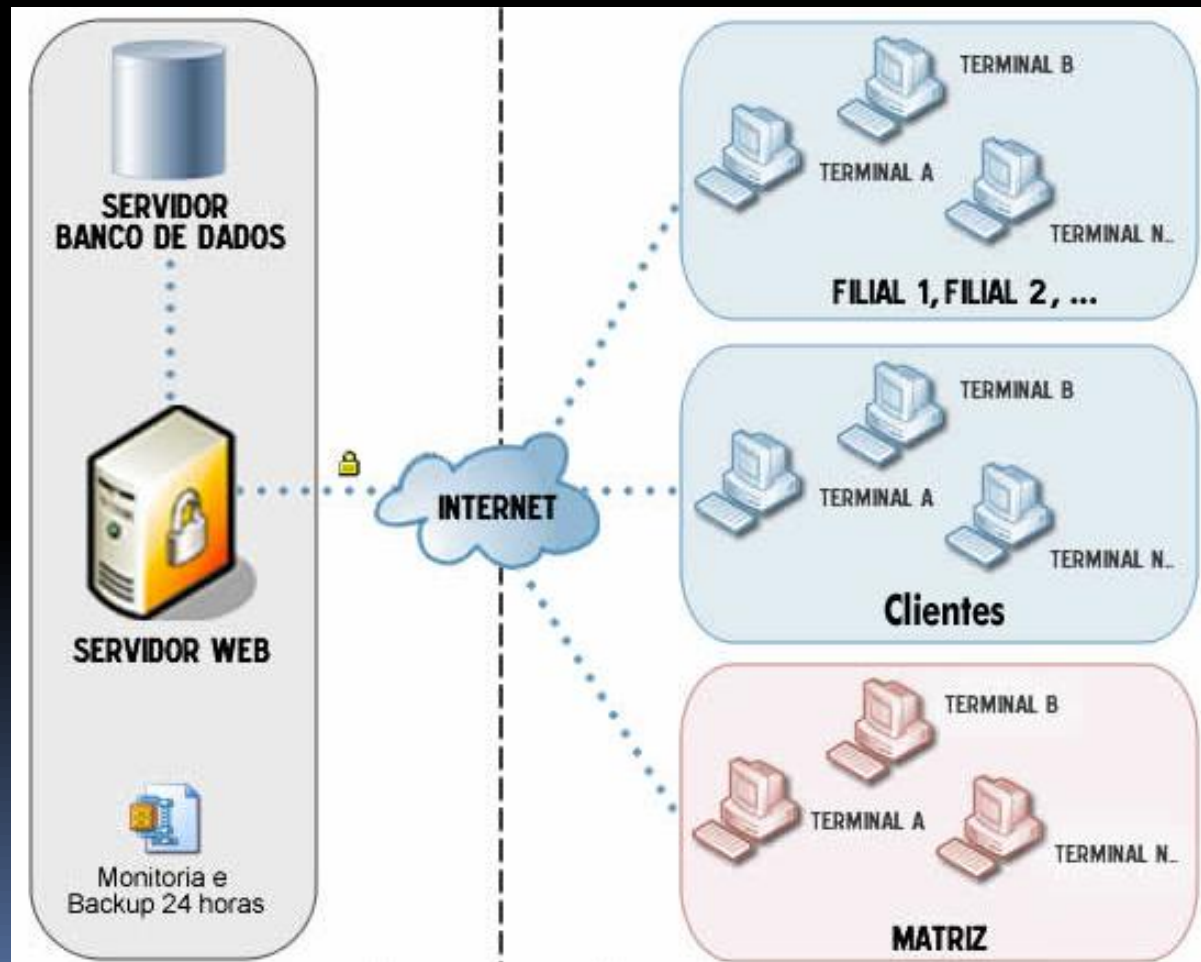 SERVIDOR
BANCO DE DADOS
SERVIDOR WEB
Monitoria e
Backup 24 horas
INTERNET
TERMINAL B
TERMINAL A
TERMINAL N...
FILIAL 1, FILIAL 2, ...
TERMINAL B
TERMINAL A
TERMINAL N...
Clientes
TERMINAL B
TERMINAL A
TERMINAL N...
MATRIZ